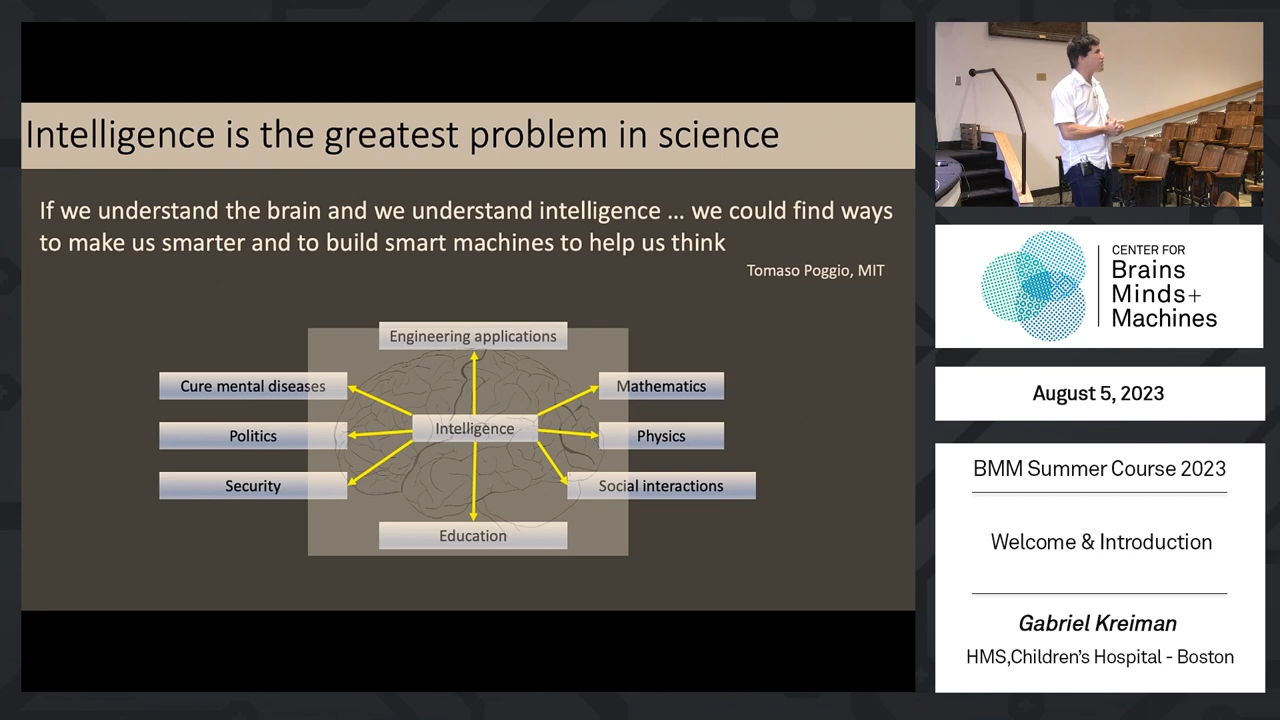 Intelligence is the greatest problem in science
If we understand the brain and we understand intelligence ... we could find ways
to make us smarter and to build smart machines to help us think
Tomaso Poggio, MIT
Engineering applications
Cure mental diseases
Mathematics
Intelligence
Politics
Physics
Security
Social interactions
Education
CENTER FOR
Brains
Minds+
Machines
August 5, 2023
BMM Summer Course 2023
Welcome & Introduction
Gabriel Kreiman
HMS,Children's Hospital - Boston